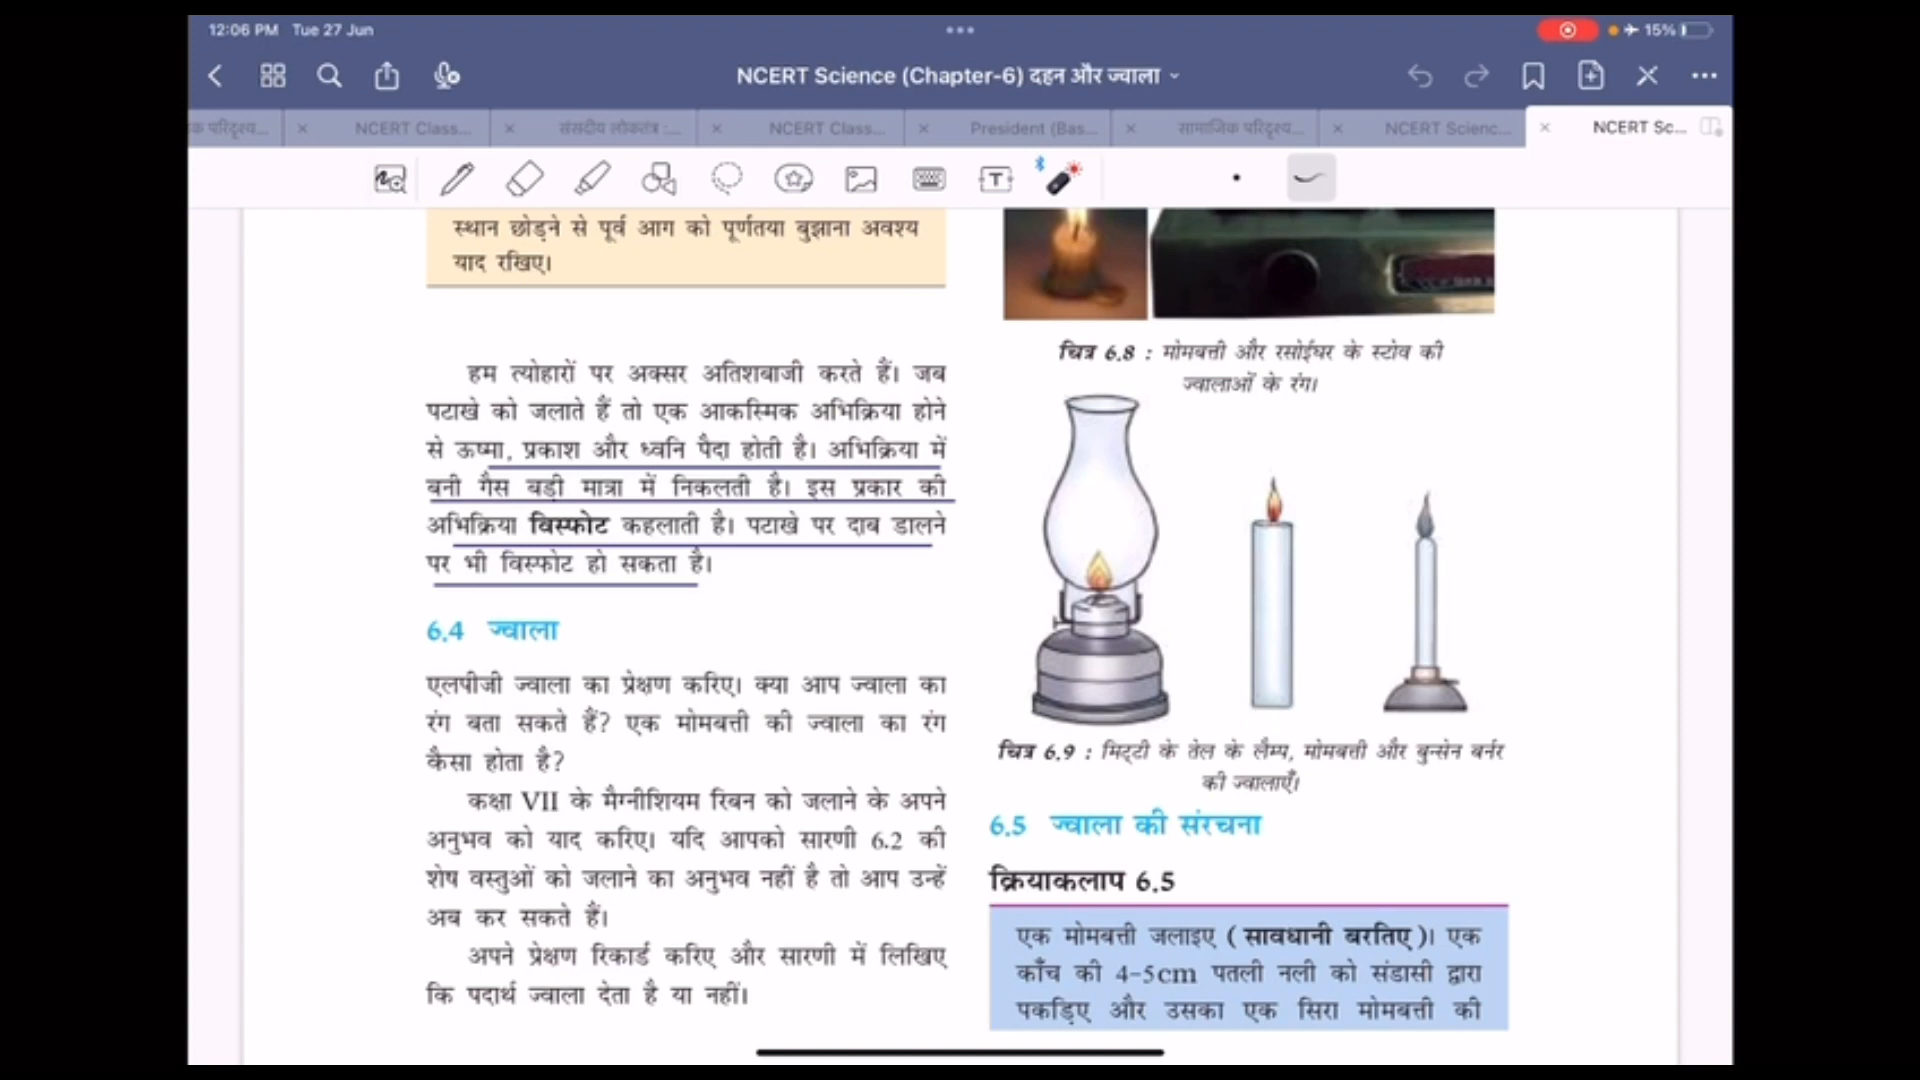 12:06 PM Tue 27 Jun
15%
NCERT Science (Chapter-6) दहन और ज्वाला
क परिदृश्य...
NCERT Class...
संसदीय लोकतंत्र :...
NCERT Class...
President (Bas...
सामाजिक परिदृश्य...
NCERT Scienc...
NCERT Sc...
स्थान छोड़ने से पूर्व आग को पूर्णतया बुझाना अवश्य
याद रखिए।
हम त्योहारों पर अक्सर अतिशबाजी करते हैं। जब
पटाखे को जलाते हैं तो एक आकस्मिक अभिक्रिया होने
से ऊष्मा, प्रकाश और ध्वनि पैदा होती है। अभिक्रिया में
बनी गैस बड़ी मात्रा में निकलती है। इस प्रकार की
अभिक्रिया विस्फोट कहलाती है। पटाखे पर दाब डालने
पर भी विस्फोट हो सकता है।
6.4 ज्वाला
एलपीजी ज्वाला का प्रेक्षण करिए। क्या आप ज्वाला का
रंग बता सकते हैं? एक मोमबत्ती की ज्वाला का रंग
कैसा होता है?
कक्षा VII के मैग्नीशियम रिबन को जलाने के अपने
अनुभव को याद करिए। यदि आपको सारणी 6.2 की
शेष वस्तुओं को जलाने का अनुभव नहीं है तो आप उन्हें
अब कर सकते हैं।
अपने प्रेक्षण रिकार्ड करिए और सारणी में लिखिए
कि पदार्थ ज्वाला देता है या नहीं।
चित्र 6.8 : मोमबत्ती और रसोईघर के स्टोव की
ज्वालाओं के रंग।
चित्र 6.9 : मिट्टी के तेल के लैम्प, मोमबत्ती और बुन्सेन बर्नर
की ज्वालाएँ।
6.5 ज्वाला की संरचना
क्रियाकलाप 6.5
एक मोमबत्ती जलाइए (सावधानी बरतिए)। एक
काँच की 4-5cm पतली नली को संडासी द्वारा
पकड़िए और उसका एक सिरा मोमबत्ती की